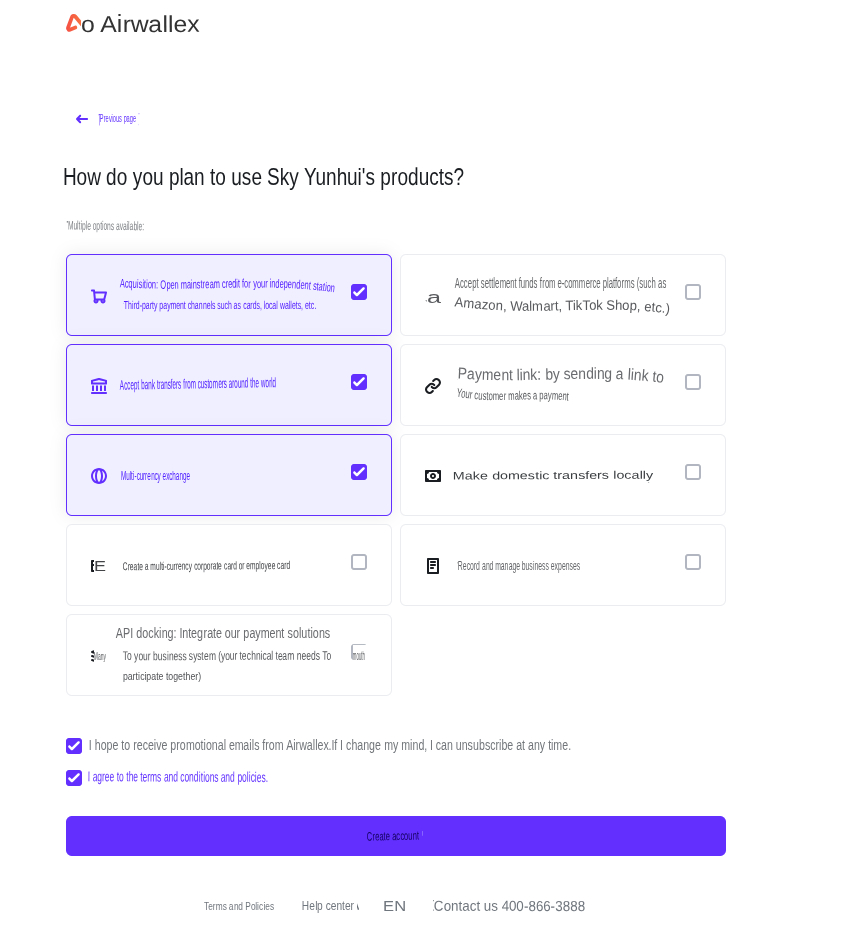 Airwallex
Previous page
How do you plan to use Sky Yunhui's products?
*Multiple options available:
Acquisition: Open mainstream credit for your independent station
Third-party payment channels such as cards, local wallets, etc.
a
Accept settlement funds from e-commerce platforms (such as
Amazon, Walmart, TikTok Shop, etc.)
Accept bank transfers from customers around the world
Payment link: by sending a link to
Your customer makes a payment
Multi-currency exchange
Make domestic transfers locally
E
Create a multi-currency corporate card or employee card
Record and manage business expenses
API docking: Integrate our payment solutions
Many
To your business system (your technical team needs To
mouth
participate together)
I hope to receive promotional emails from Airwallex.If I change my mind, I can unsubscribe at any time.
I agree to the terms and conditions and policies.
Create account
Terms and Policies
Help center
EN
Contact us 400-866-3888